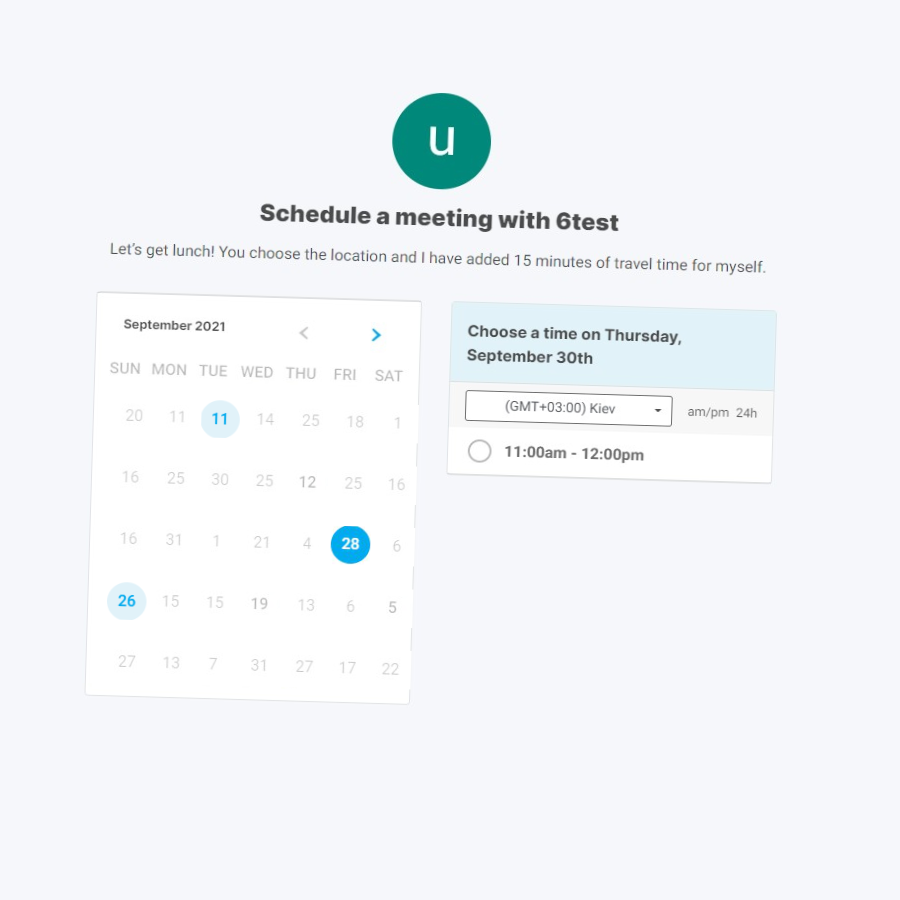 u
Schedule a meeting with 6test
Let's get lunch! You choose the location and I have added 15 minutes of travel time for myself.
September 2021
SUN MON TUE WED THU FRI SAT
20 11 11 14 25 18 1
16 25 30 25 12 25 16
16 31 1 21 4 28 6
26 15 15 19 13 6 5
27 13 7 31 27 17 22
Choose a time on Thursday,
September 30th
(GMT+03:00) Kiev am/pm 24h
11:00am - 12:00pm